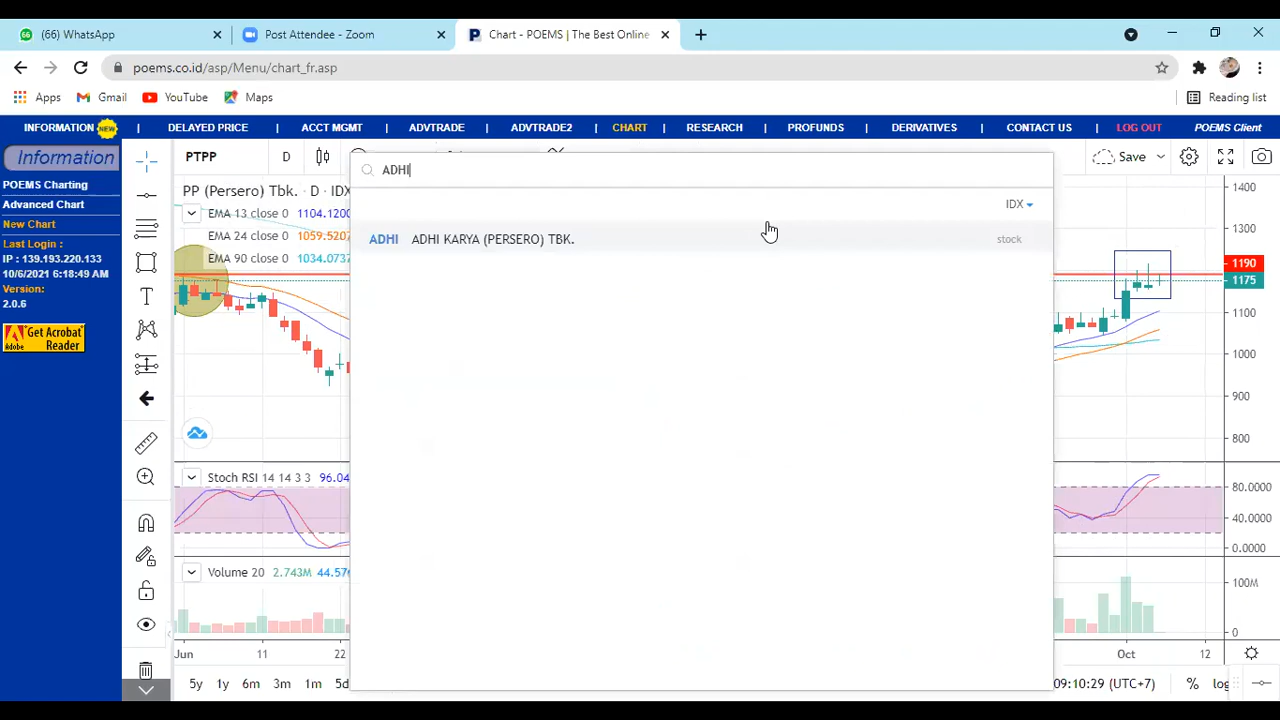 (66) WhatsApp
Post Attendee - Zoom
Chart - POEMS | The Best Online
poems.co.id/asp/Menu/chart_fr.asp
Apps
Gmail
YouTube
Maps
Reading list
INFORMATION NEW | DELAYED PRICE | ACCT MGMT | ADVTRADE | ADVTRADE2 | CHART | RESEARCH | PROFUNDS | DERIVATIVES | CONTACT US | LOG OUT POEMS Client
Information
POEMS Charting
Advanced Chart
New Chart
Last Login :
IP : 139.193.220.133
10/6/2021 6:18:49 AM
Version:
2.0.6
Get Acrobat
Reader
PTPP
D
Save
PP (Persero) Tbk. · D · IDX
EMA 13 close 0 1104.1200
EMA 24 close 0 1059.5207
EMA 90 close 0 1034.0737
ADHI
IDX
ADHI ADHI KARYA (PERSERO) TBK. stock
1400
1300
1190
1175
1100
1000
900
800
Stoch RSI 14 14 3 3 96.04
80.0000
40.0000
0.0000
Volume 20 2.743M 44.57
100M
0
Jun
11
22
Oct
12
5y 1y 6m 3m 1m 5d
09:10:29 (UTC+7)
%
log